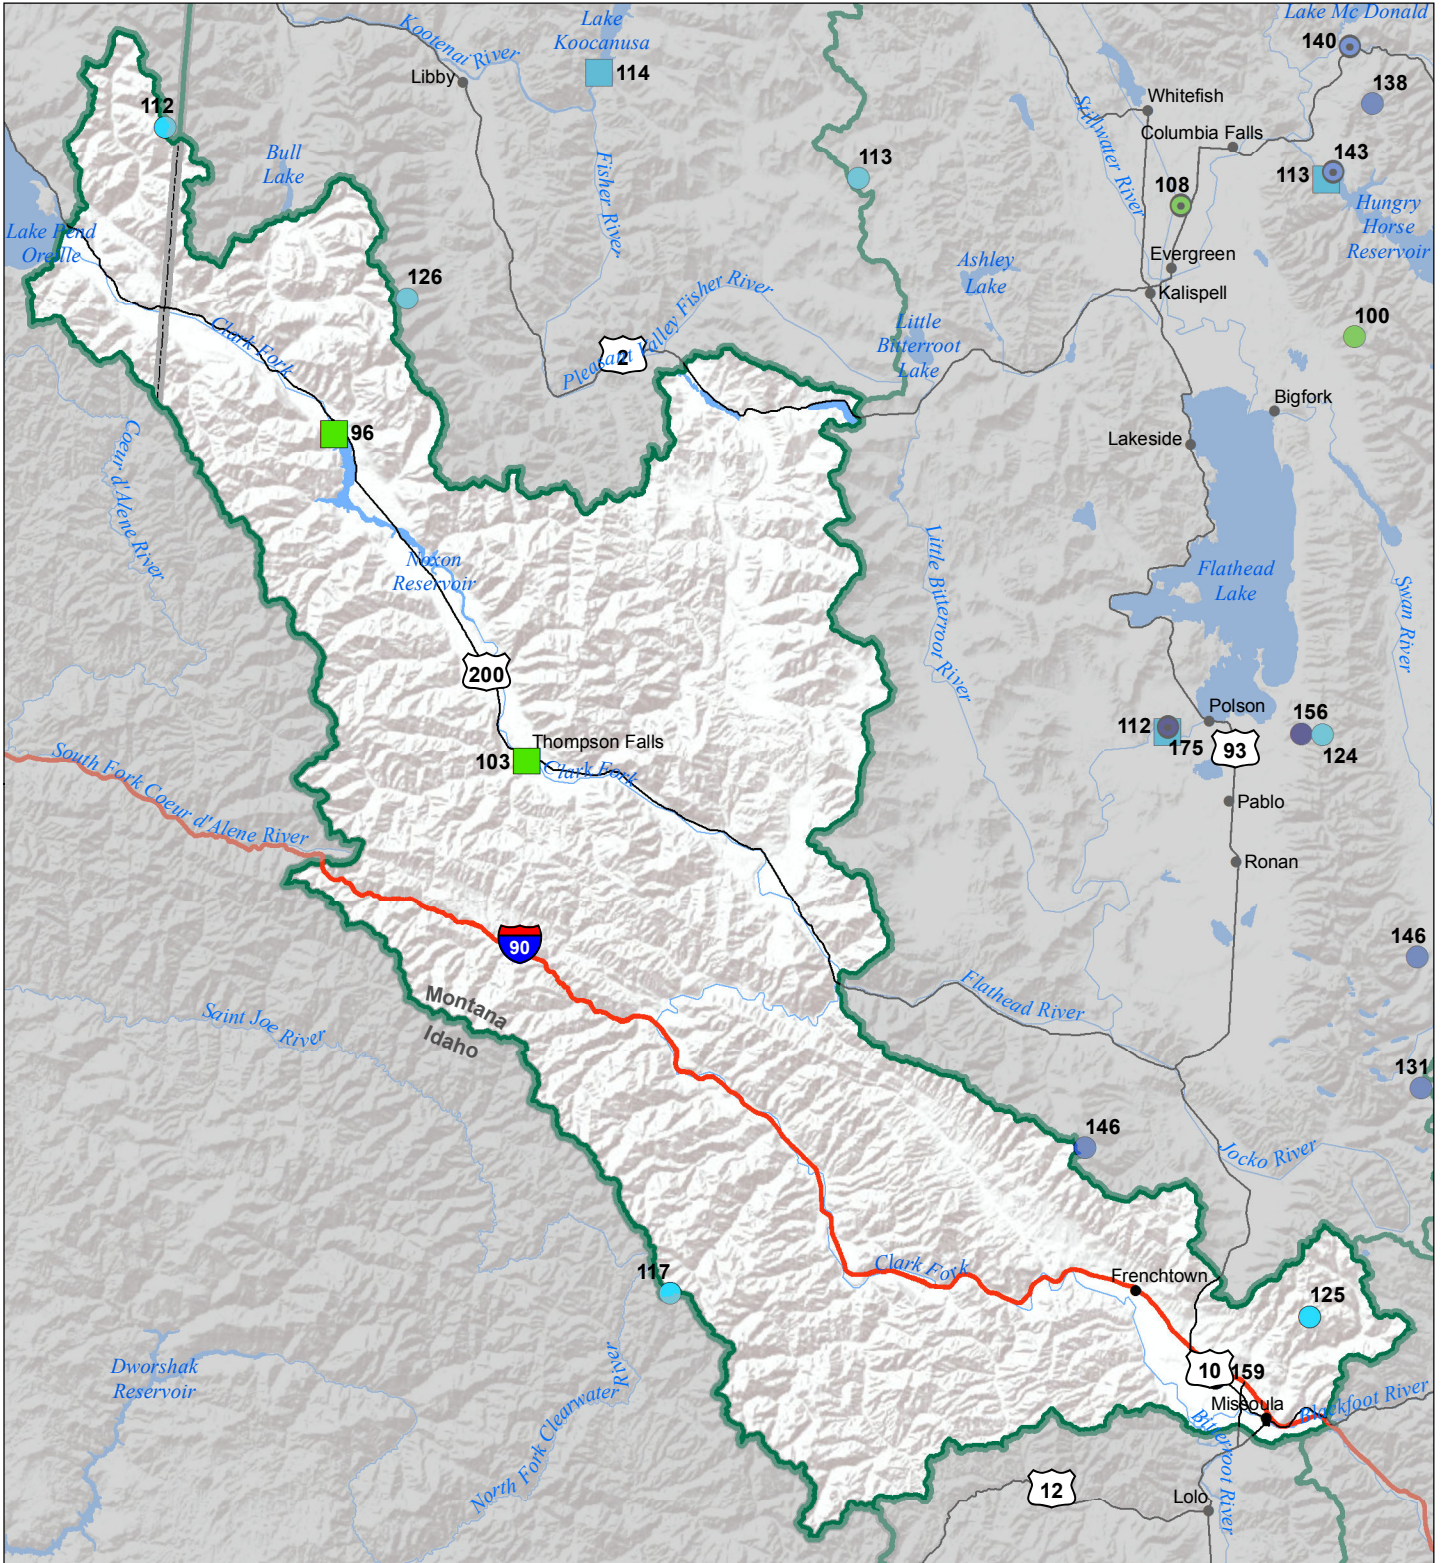 Lake Mc Donald
140
138
Lake
Koocanusa
Kootenai River
Libby
114
Whitefish
Columbia Falls
Stillwater River
112
Bull
Lake
Fisher River
113
143
113
108
Hungry
Horse
Reservoir
Lake Pend
Oreille
126
Evergreen
Ashley
Lake
Kalispell
Pleasant Valley Fisher River
Little
Bitterroot
Lake
100
2
Clark Fork
Bigfork
96
Lakeside
Coeur d'Alene River
Noxon
Reservoir
Little Bitterroot River
Flathead
Lake
Swan River
200
Polson
112
175
93
156
124
Thompson Falls
103
Clark Fork
South Fork Coeur d'Alene River
Pablo
Ronan
90
146
Montana
Idaho
Flathead River
Saint Joe River
131
146
Jocko River
Clark Fork
117
Frenchtown
125
Dworshak
Reservoir
10
159
Missoula
Blackfoot River
North Fork Clearwater
River
Bitterroot River
12
Lolo